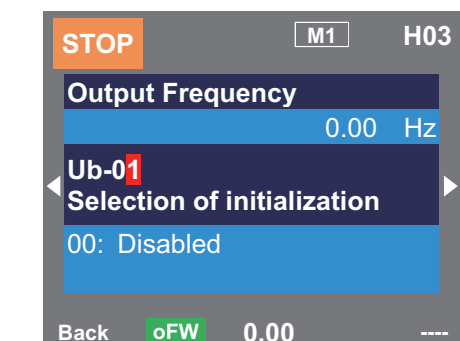 STOP M1 H03
Output Frequency
0.00 Hz
Ub-01
Selection of initialization
00: Disabled
Back oFW 0.00 ----